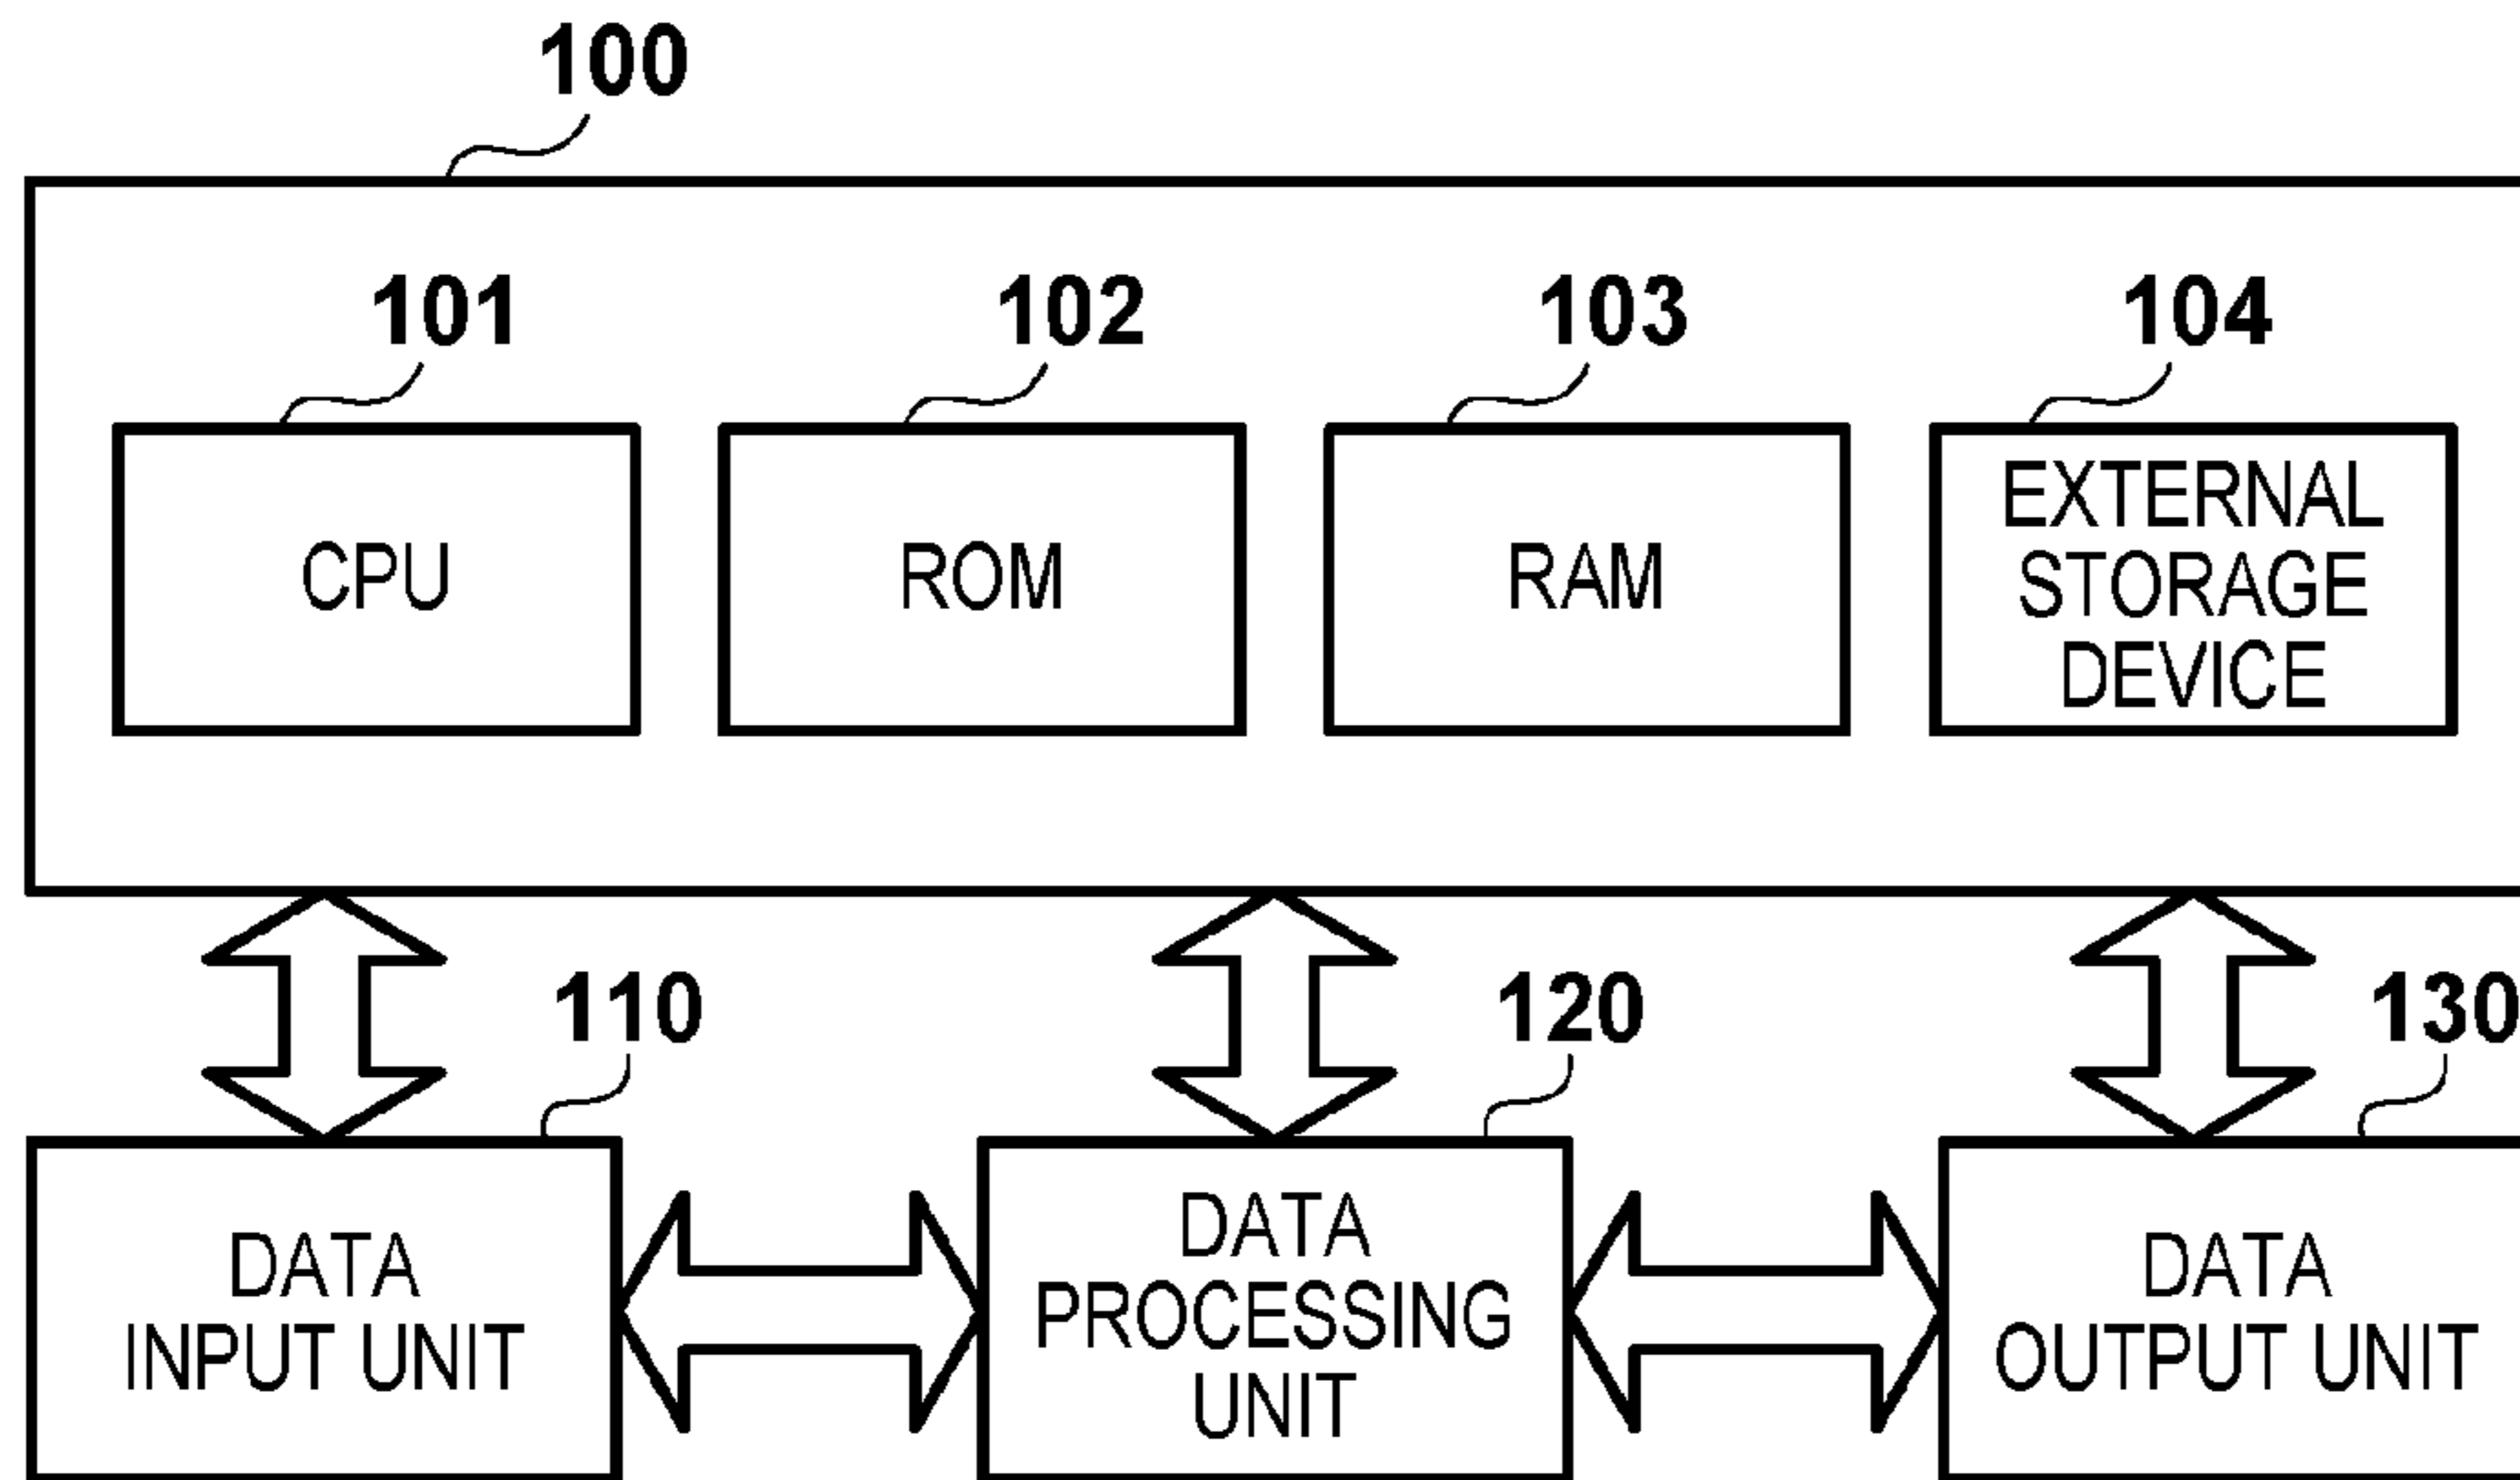 100
101
102
103
104
CPU
ROM
RAM
EXTERNAL
STORAGE
DEVICE
110
120
130
DATA
INPUT UNIT
DATA
PROCESSING
UNIT
DATA
OUTPUT UNIT